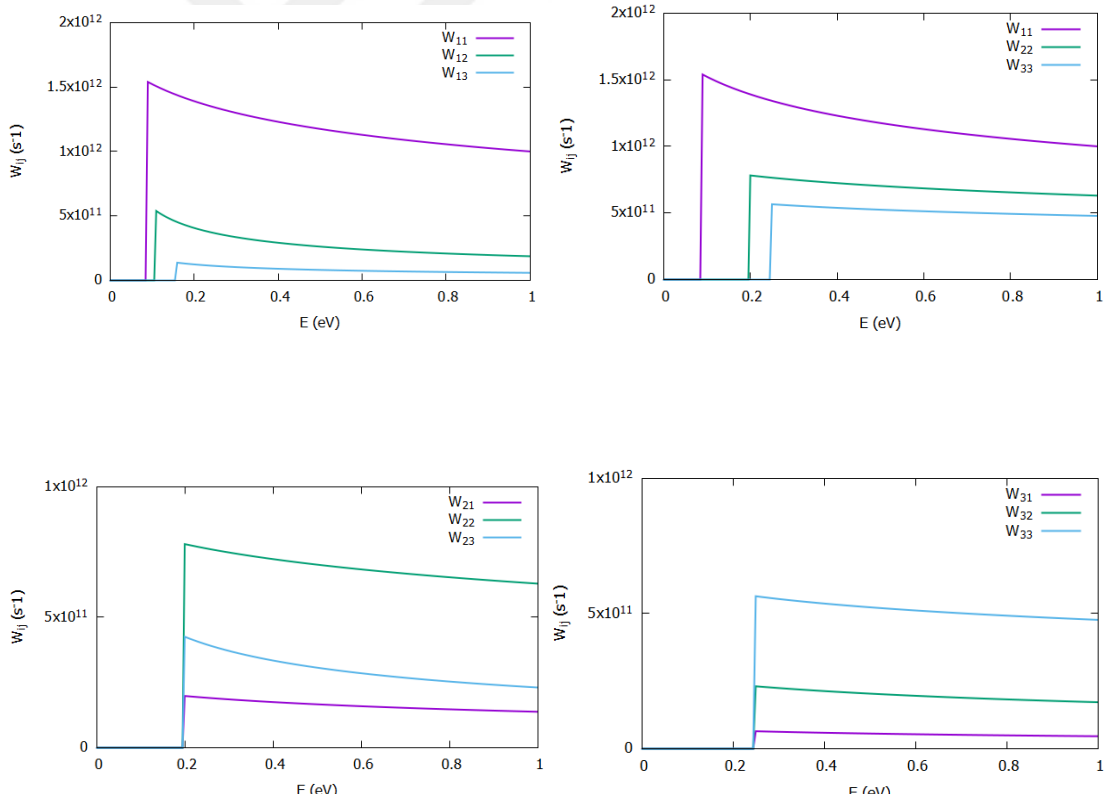 2x10¹²
1.5x10¹²
1x10¹²
5x10¹¹
0
W₁₁
W₁₂
W₁₃
Wᵢⱼ (s⁻¹)
0 0.2 0.4 0.6 0.8 1
E (eV)
2x10¹²
1.5x10¹²
1x10¹²
5x10¹¹
0
W₁₁
W₂₂
W₃₃
Wᵢⱼ (s⁻¹)
0 0.2 0.4 0.6 0.8 1
E (eV)
1x10¹²
5x10¹¹
0
W₂₁
W₂₂
W₂₃
Wᵢⱼ (s⁻¹)
0 0.2 0.4 0.6 0.8 1
E (eV)
1x10¹²
5x10¹¹
0
W₃₁
W₃₂
W₃₃
Wᵢⱼ (s⁻¹)
0 0.2 0.4 0.6 0.8 1
E (eV)